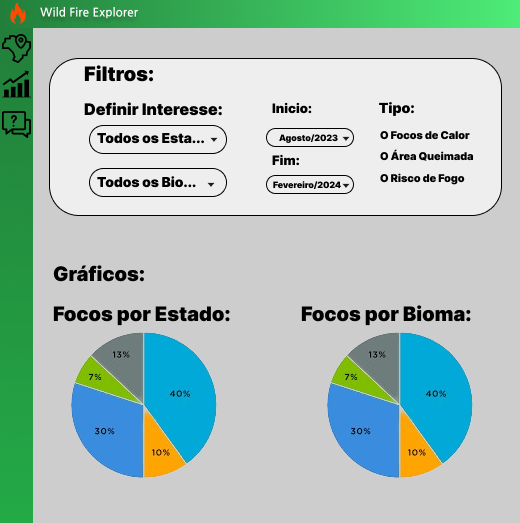 Wild Fire Explorer
Filtros:
Definir Interesse:
Todos os Esta...
Todos os Bio...
Inicio:
Agosto/2023
Fim:
Fevereiro/2024
Tipo:
O Focos de Calor
O Área Queimada
O Risco de Fogo
Gráficos:
Focos por Estado:
13%
7%
40%
30%
10%
Focos por Bioma:
13%
7%
40%
30%
10%